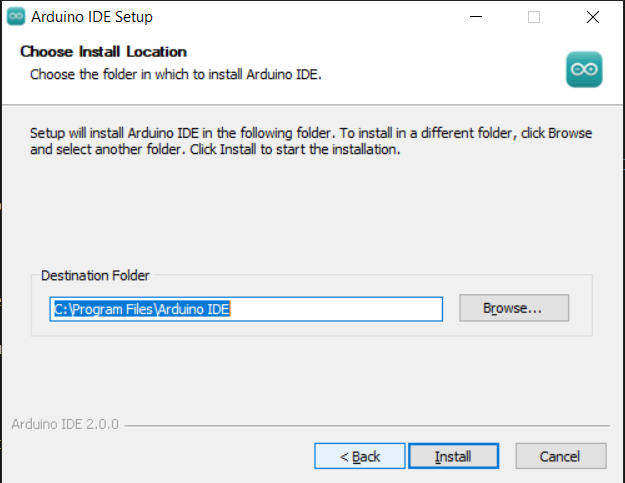 Arduino IDE Setup
Choose Install Location
Choose the folder in which to install Arduino IDE.
Setup will install Arduino IDE in the following folder. To install in a different folder, click Browse
and select another folder. Click Install to start the installation.
Destination Folder
C:\Program Files\Arduino IDE
Browse...
Arduino IDE 2.0.0
< Back
Install
Cancel